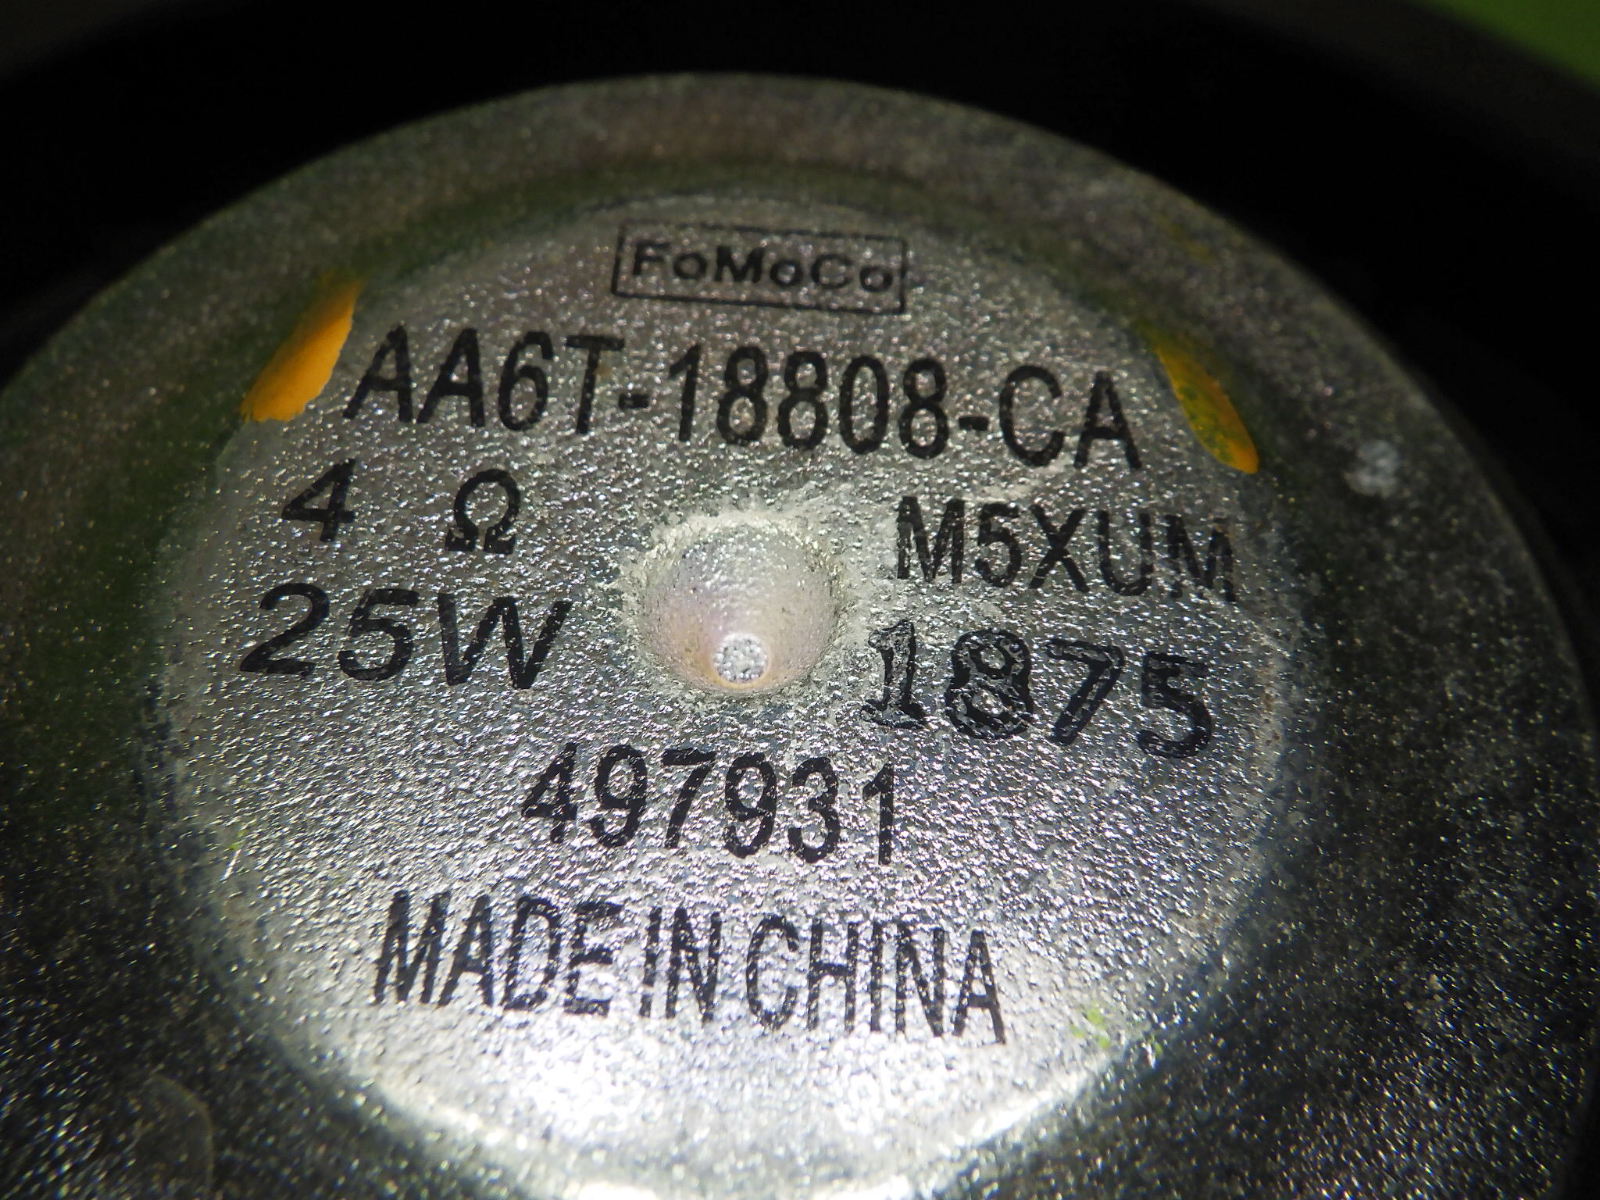 FoMoCo
AA6T-18808-CA
4 Ω M5XUM
25W 1875
497931
MADE IN CHINA